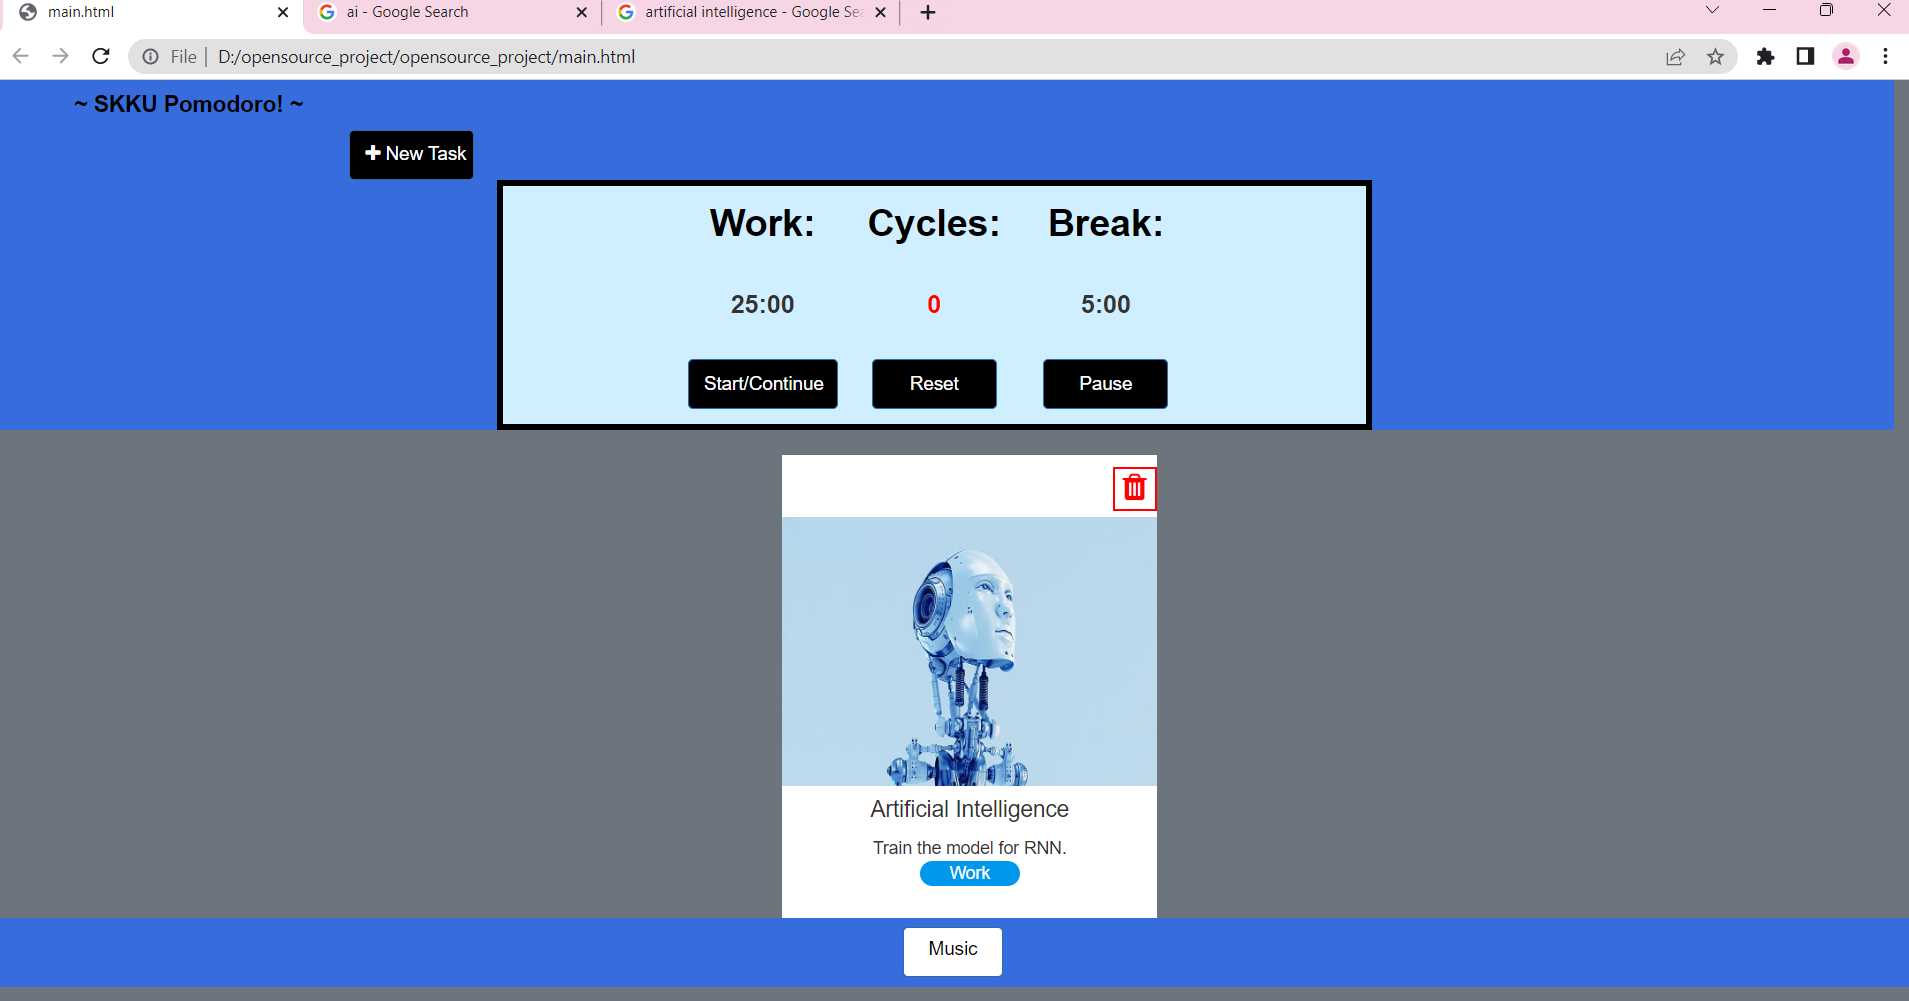 main.html
ai - Google Search
artificial intelligence - Google Sea
File
D:/opensource_project/opensource_project/main.html
~ SKKU Pomodoro! ~
New Task
Work: Cycles: Break:
25:00 0 5:00
Start/Continue Reset Pause
Artificial Intelligence
Train the model for RNN.
Work
Music